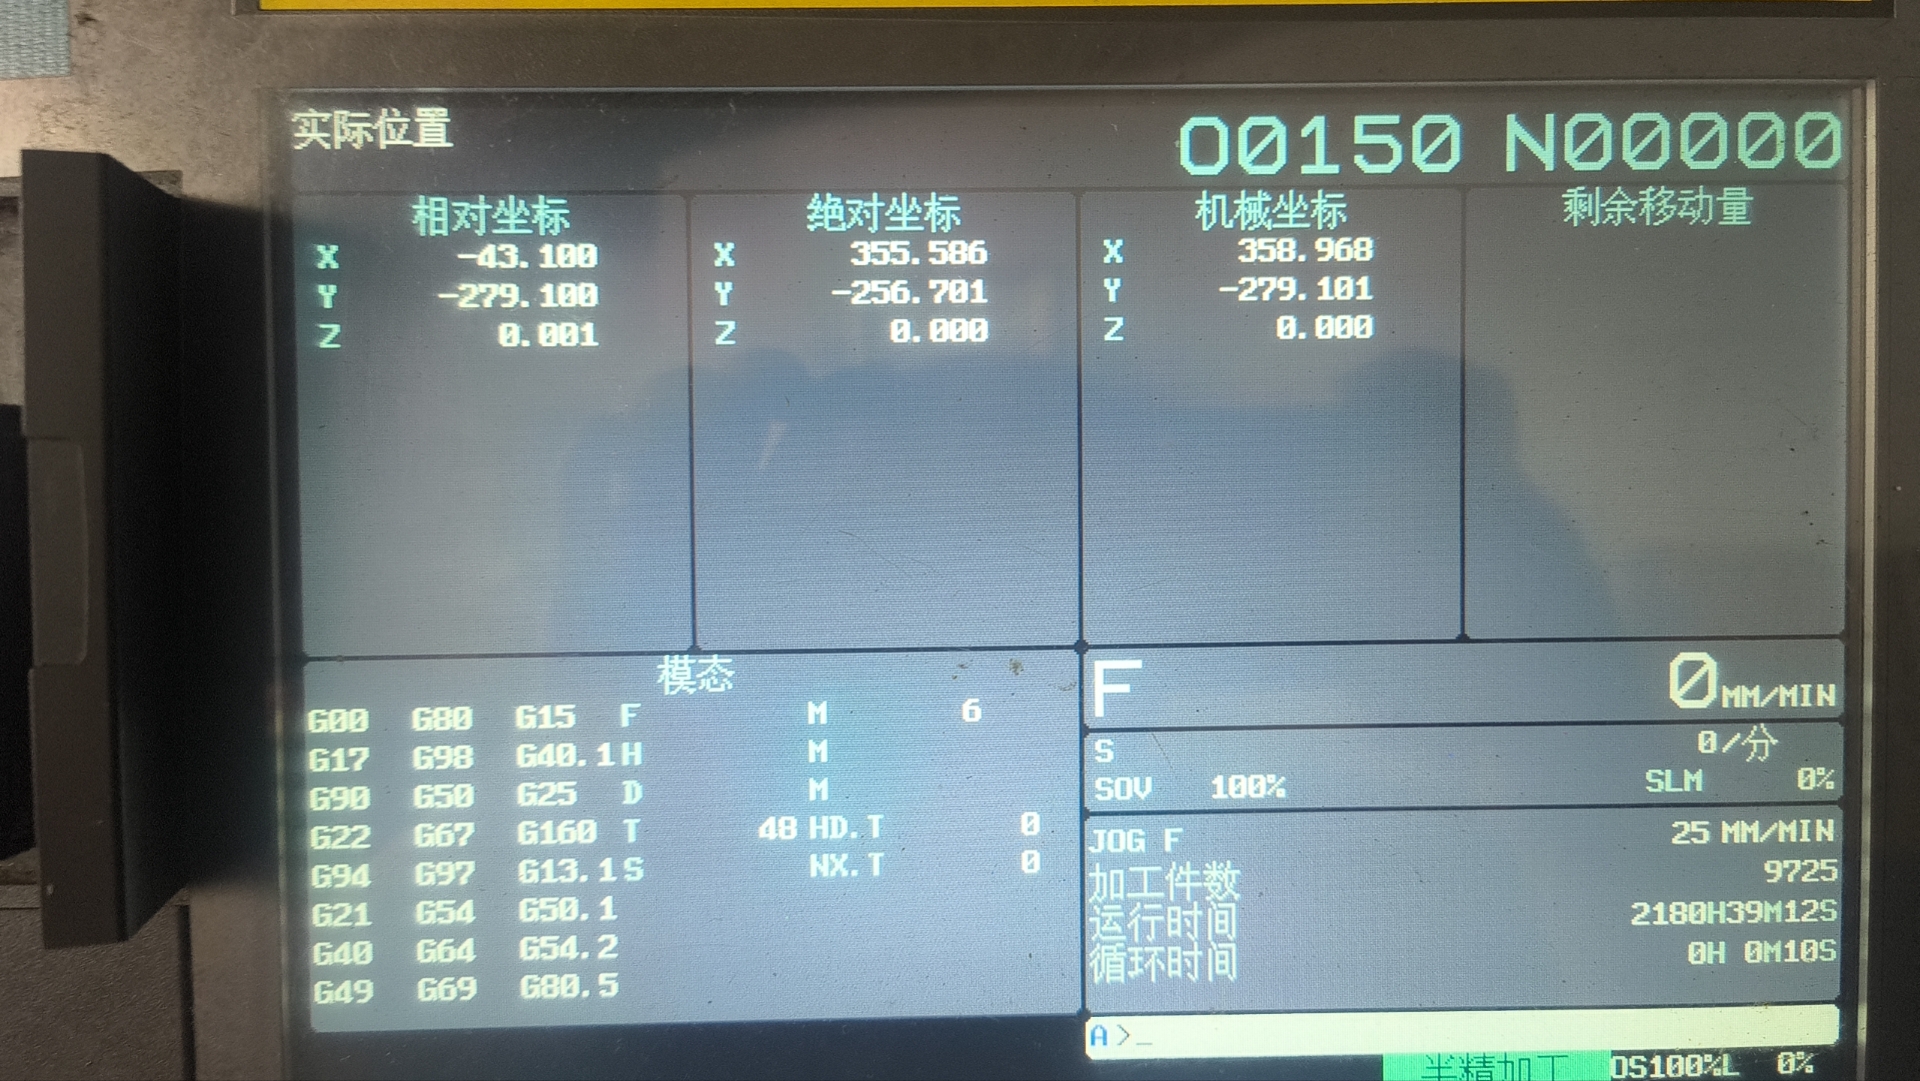 实际位置
O0150 N00000
相对坐标
X -43.100
Y -279.100
Z 0.001
绝对坐标
X 355.586
Y -256.701
Z 0.000
机械坐标
X 358.968
Y -279.101
Z 0.000
剩余移动量
模态
G00 G80 G15 F M 6
G17 G98 G40.1 H M
G90 G50 G25 D M
G22 G67 G160 T 48 HD.T 0
G94 G97 G13.1 S NX.T 0
G21 G54 G50.1
G40 G64 G54.2
G49 G69 G80.5
F 0 MM/MIN
S 0/分
SOV 100% SLM 0%
JOG F 25 MM/MIN
加工件数 9725
运行时间 2180H39M12S
循环时间 0H 0M10S
A>_
半精加工 OS100%L 0%